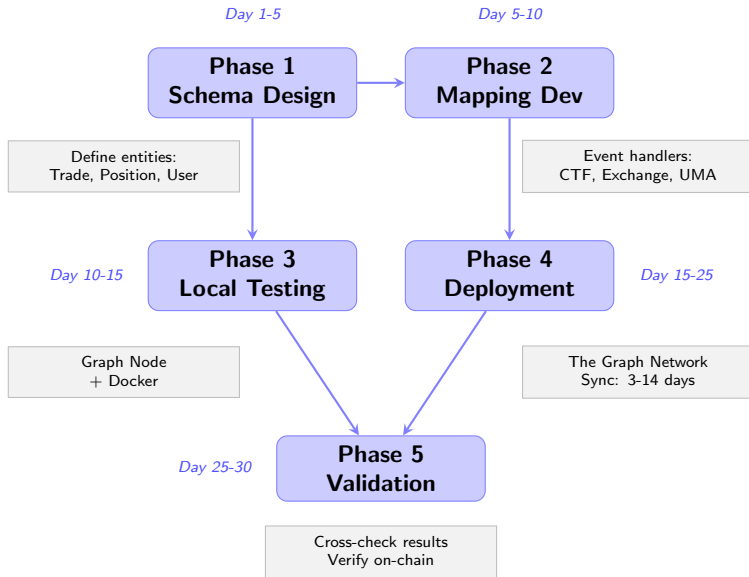 Day 1-5
Day 5-10
Phase 1
Schema Design
Phase 2
Mapping Dev
Define entities:
Trade, Position, User
Event handlers:
CTF, Exchange, UMA
Day 10-15
Phase 3
Local Testing
Phase 4
Deployment
Day 15-25
Graph Node
+ Docker
The Graph Network
Sync: 3-14 days
Day 25-30
Phase 5
Validation
Cross-check results
Verify on-chain